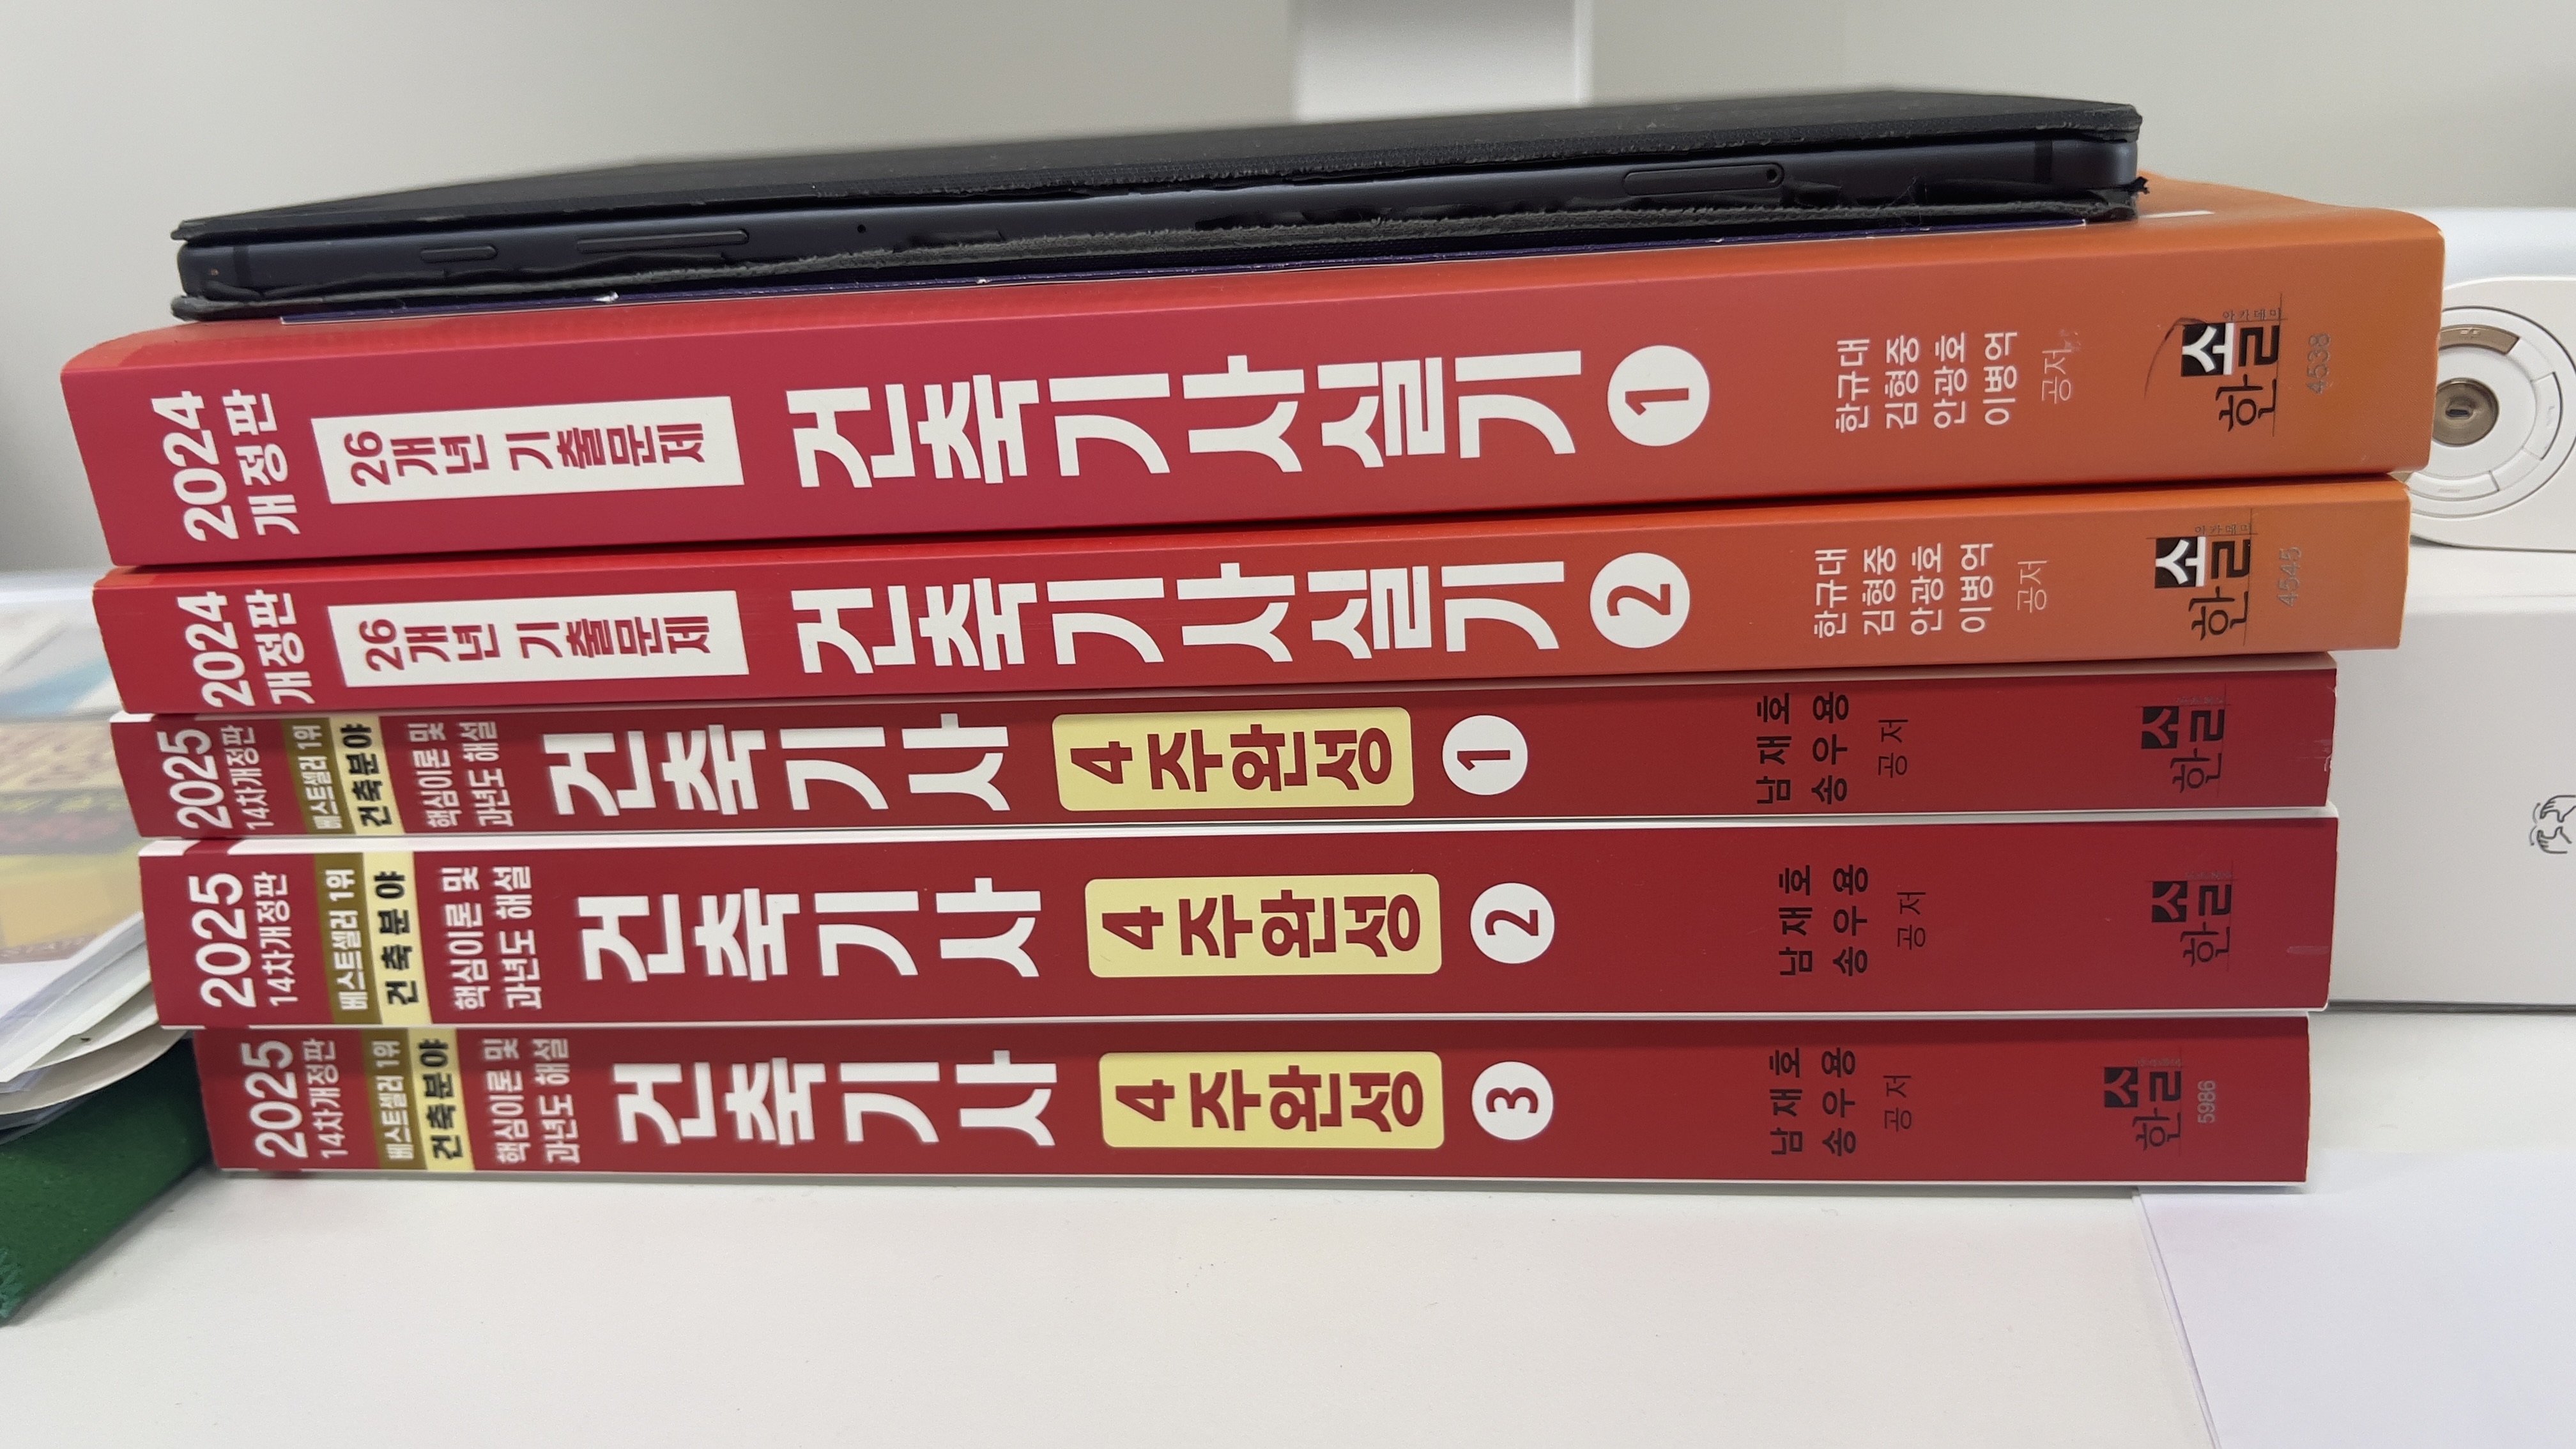 2024
개정판
26
개년 기출문제
건축기사실기 1
한규대
김형중
안광호
이병억
공저
아카데미
한솔
4538
2024
개정판
26
개년 기출문제
건축기사실기 2
한규대
김형중
안광호
이병억
공저
아카데미
한솔
4545
2025
14차개정판
베스트셀러 1위
건축분야
핵심이론 및
과년도 해설
건축기사 4주완성 1
남재호
송우용
공저
한솔
2025
14차개정판
베스트셀러 1위
건축분야
핵심이론 및
과년도 해설
건축기사 4주완성 2
남재호
송우용
공저
한솔
2025
14차개정판
베스트셀러 1위
건축분야
핵심이론 및
과년도 해설
건축기사 4주완성 3
남재호
송우용
공저
한솔
5986